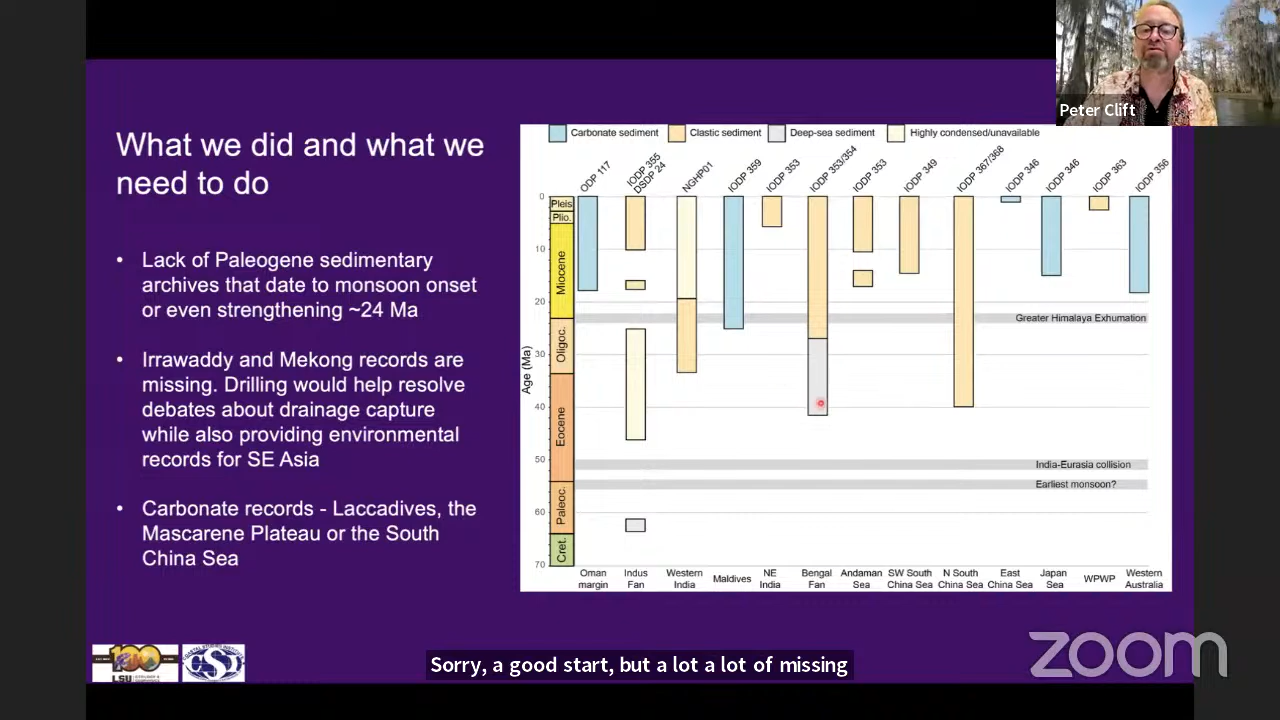 Peter Clift
What we did and what we
need to do
• Lack of Paleogene sedimentary
archives that date to monsoon onset
or even strengthening ~24 Ma
• Irrawaddy and Mekong records are
missing. Drilling would help resolve
debates about drainage capture
while also providing environmental
records for SE Asia
• Carbonate records - Laccadives, the
Mascarene Plateau or the South
China Sea
Carbonate sediment
Clastic sediment
Deep-sea sediment
Highly condensed/unavailable
ODP 117
IODP 355
DSDP 24
NGHP01
IODP 359
IODP 353
IODP 353/354
IODP 353
IODP 349
IODP 367/368
IODP 346
IODP 346
IODP 363
IODP 356
Age (Ma)
0
10
20
30
40
50
60
70
Pleis
Plio.
Miocene
Oligoc.
Eocene
Paleoc.
Cret.
Greater Himalaya Exhumation
India-Eurasia collision
Earliest monsoon?
Oman
margin
Indus
Fan
Western
India
Maldives
NE
India
Bengal
Fan
Andaman
Sea
SW South
China Sea
N South
China Sea
East
China Sea
Japan
Sea
WPWP
Western
Australia
100
LSU
CSI
Sorry, a good start, but a lot a lot of missing
zoom